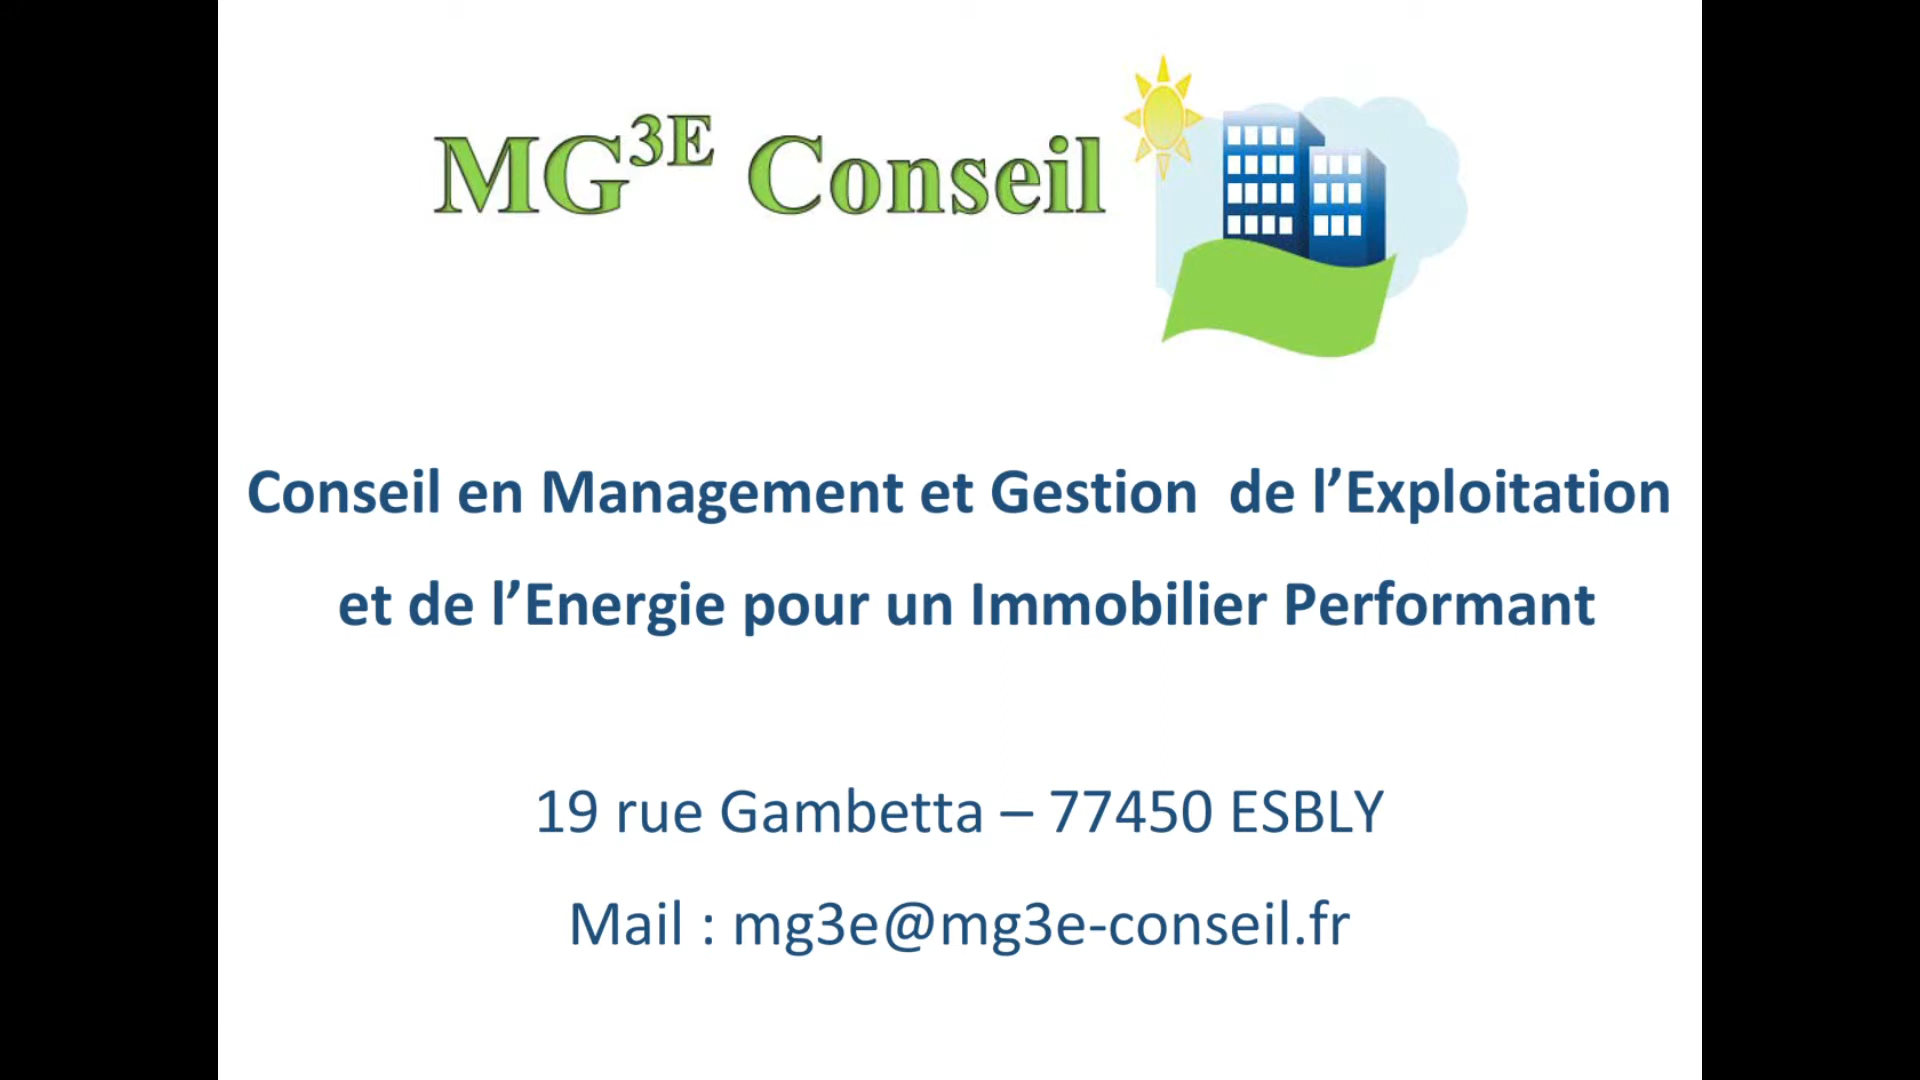 MG3E Conseil
Conseil en Management et Gestion  de l’Exploitation
et de l’Energie pour un Immobilier Performant
19 rue Gambetta – 77450 ESBLY
Mail : mg3e@mg3e-conseil.fr